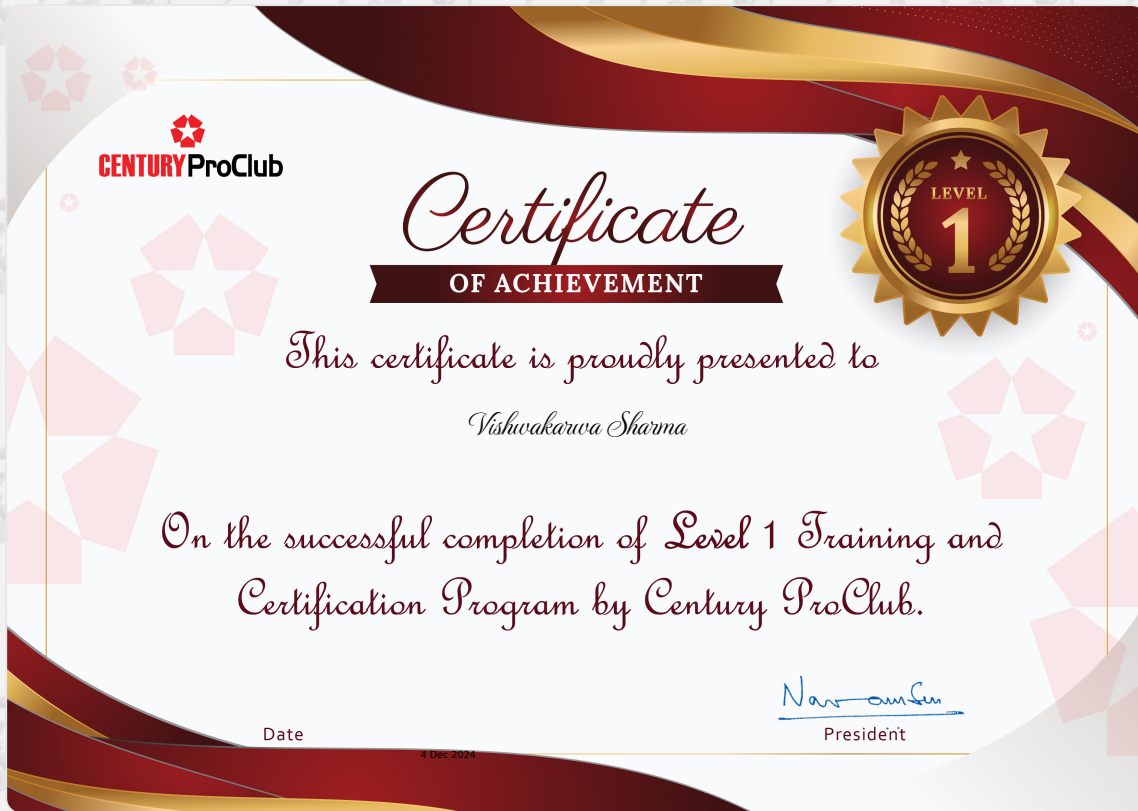 CENTURY ProClub
LEVEL
1
Certificate
OF ACHIEVEMENT
This certificate is proudly presented to
Vishwakarwa Sharma
On the successful completion of Level 1 Training and
Certification Program by Century ProClub.
Date
4 Dec 2024
President